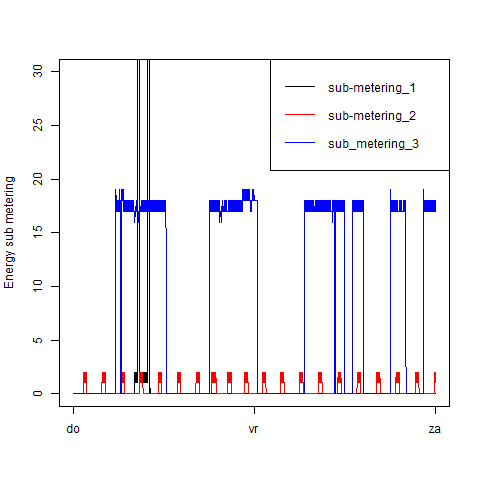 Energy sub metering
30
25
20
15
10
5
0
do
vr
za
sub-metering_1
sub-metering_2
sub_metering_3